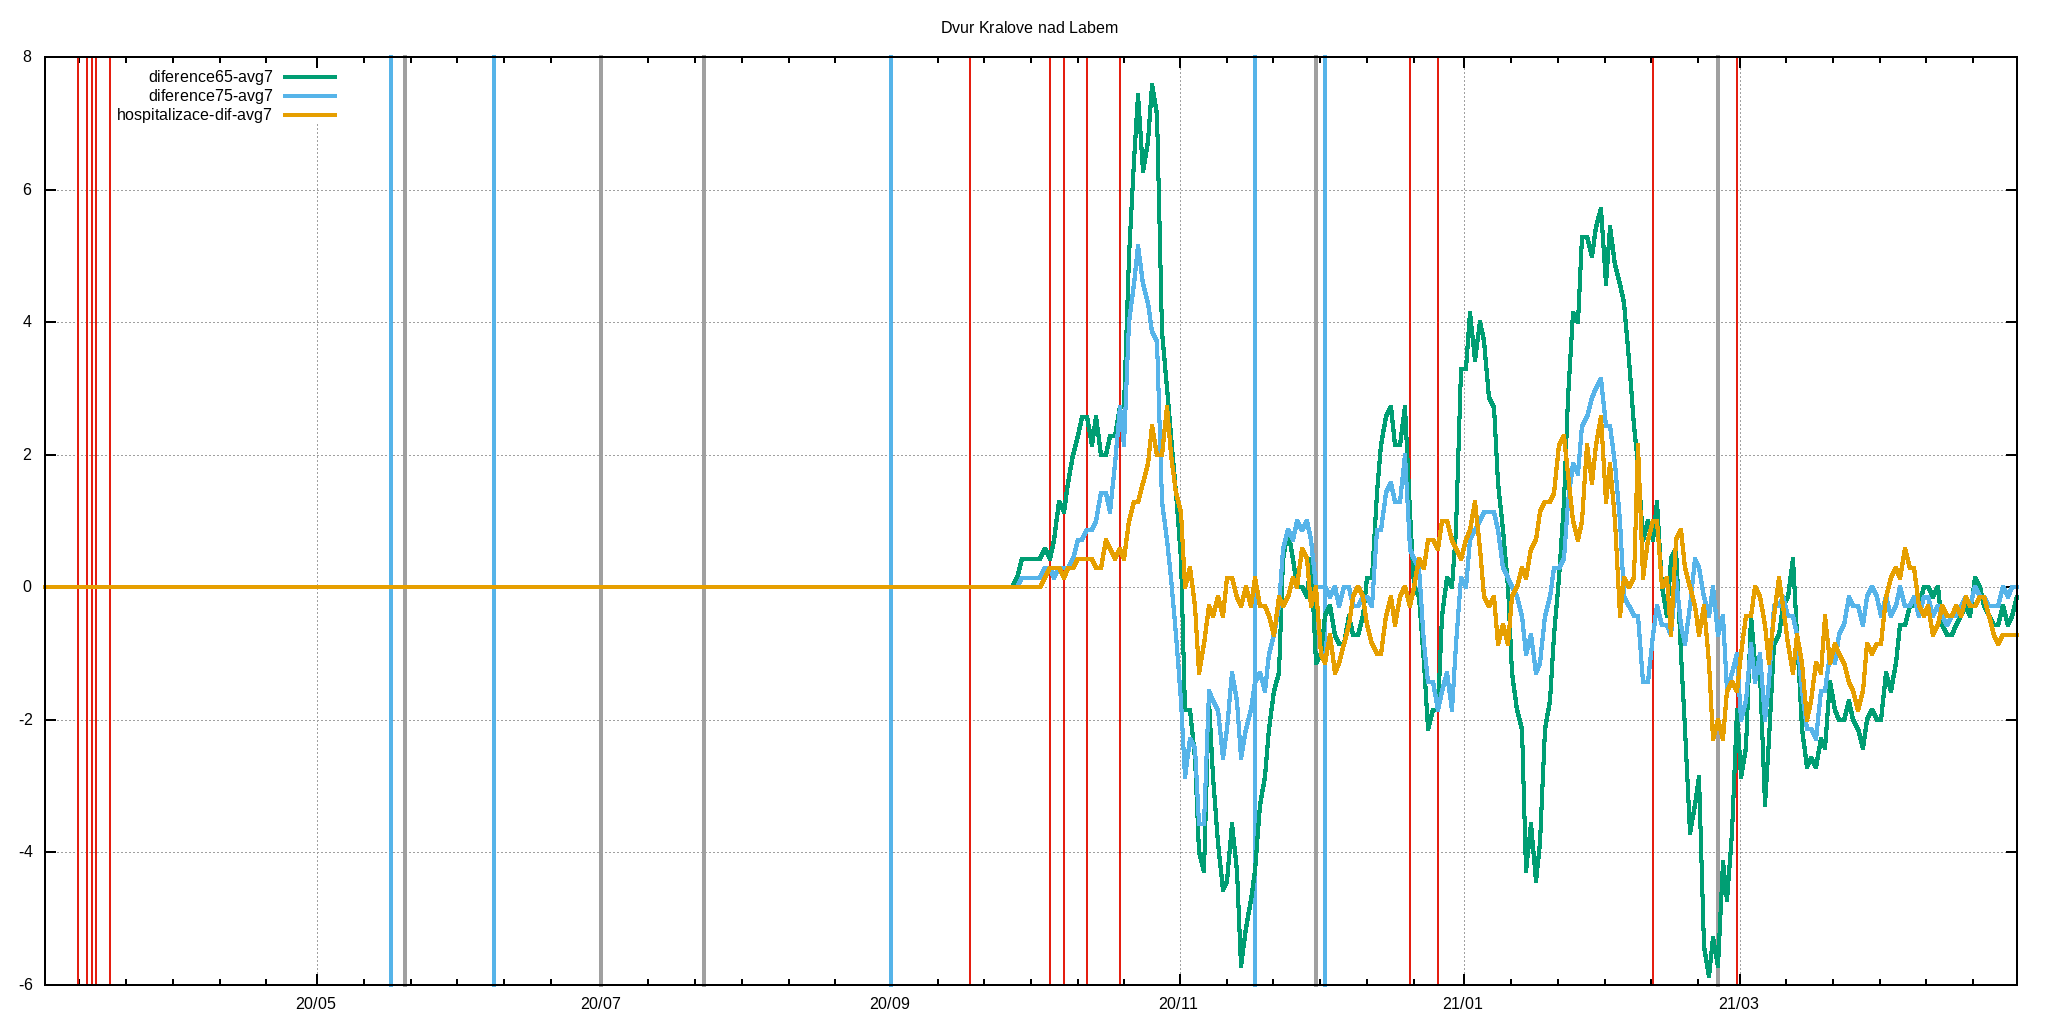 Dvur Kralove nad Labem
diference65-avg7
diference75-avg7
hospitalizace-dif-avg7
8
6
4
2
0
-2
-4
-6
20/05 20/07 20/09 20/11 21/01 21/03